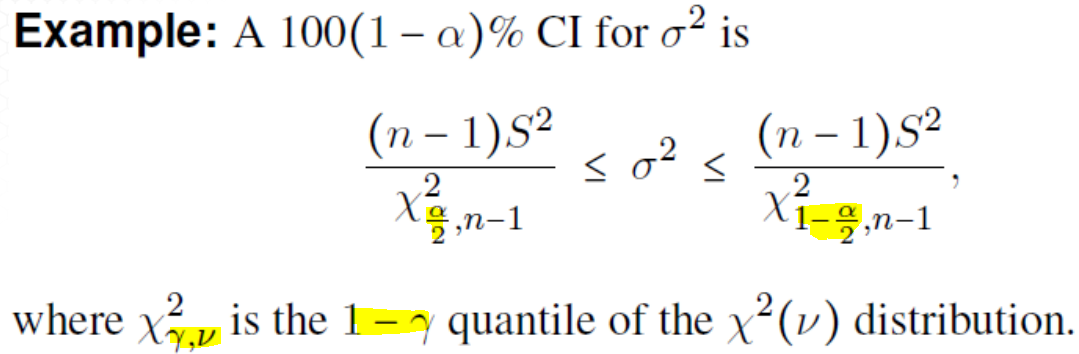 Example: A 100(1 − α)% CI for σ² is
(n − 1)S² / χ²_{α/2, n−1} ≤ σ² ≤ (n − 1)S² / χ²_{1−α/2, n−1},
where χ²_{γ,ν} is the 1 − γ quantile of the χ²(ν) distribution.